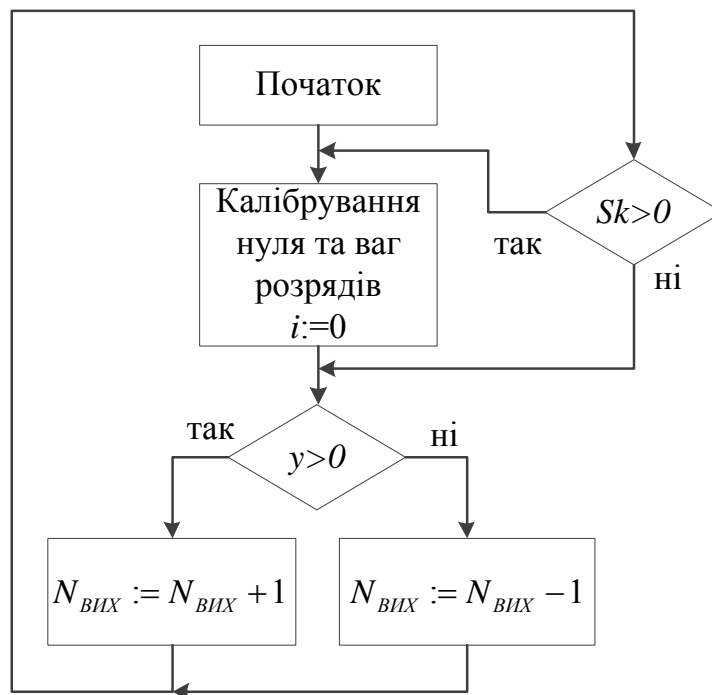 Початок
Калібрування
нуля та ваг
розрядів
i:=0
Sk>0
так
ні
так
ні
y>0
N_ВИХ := N_ВИХ +1
N_ВИХ := N_ВИХ −1